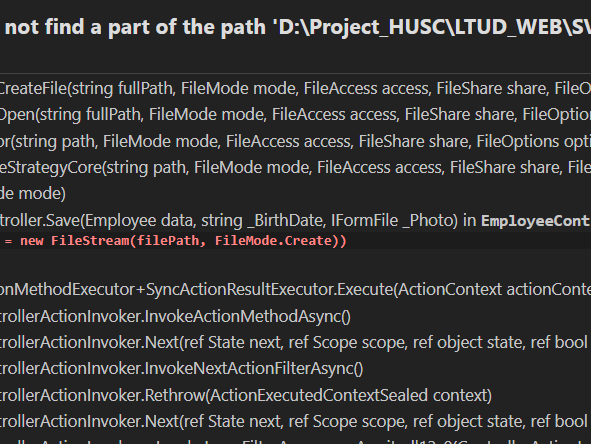 not find a part of the path 'D:\Project_HUSC\LTUD_WEB\SV
CreateFile(string fullPath, FileMode mode, FileAccess access, FileShare share, FileO
Open(string fullPath, FileMode mode, FileAccess access, FileShare share, FileOption
or(string path, FileMode mode, FileAccess access, FileShare share, FileOptions opti
eStrategyCore(string path, FileMode mode, FileAccess access, FileShare share, File
de mode)
troller.Save(Employee data, string _BirthDate, IFormFile _Photo) in EmployeeCont
= new FileStream(filePath, FileMode.Create))
onMethodExecutor+SyncActionResultExecutor.Execute(ActionContext actionConte
trollerActionInvoker.InvokeActionMethodAsync()
trollerActionInvoker.Next(ref State next, ref Scope scope, ref object state, ref bool
trollerActionInvoker.InvokeNextActionFilterAsync()
trollerActionInvoker.Rethrow(ActionExecutedContextSealed context)
trollerActionInvoker.Next(ref State next, ref Scope scope, ref object state, ref bool